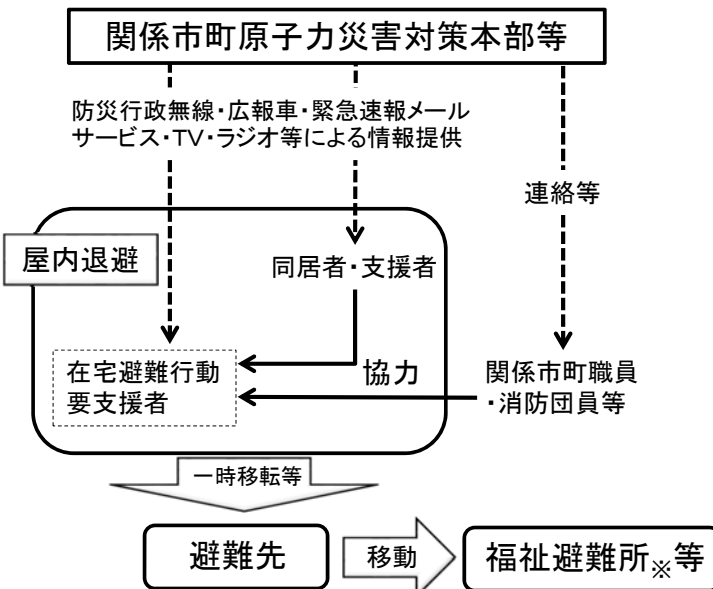 関係市町原子力災害対策本部等
防災行政無線・広報車・緊急速報メール
サービス・TV・ラジオ等による情報提供
連絡等
屋内退避
同居者・支援者
在宅避難行動
要支援者
協力
関係市町職員
・消防団員等
一時移転等
避難先
移動
福祉避難所※等